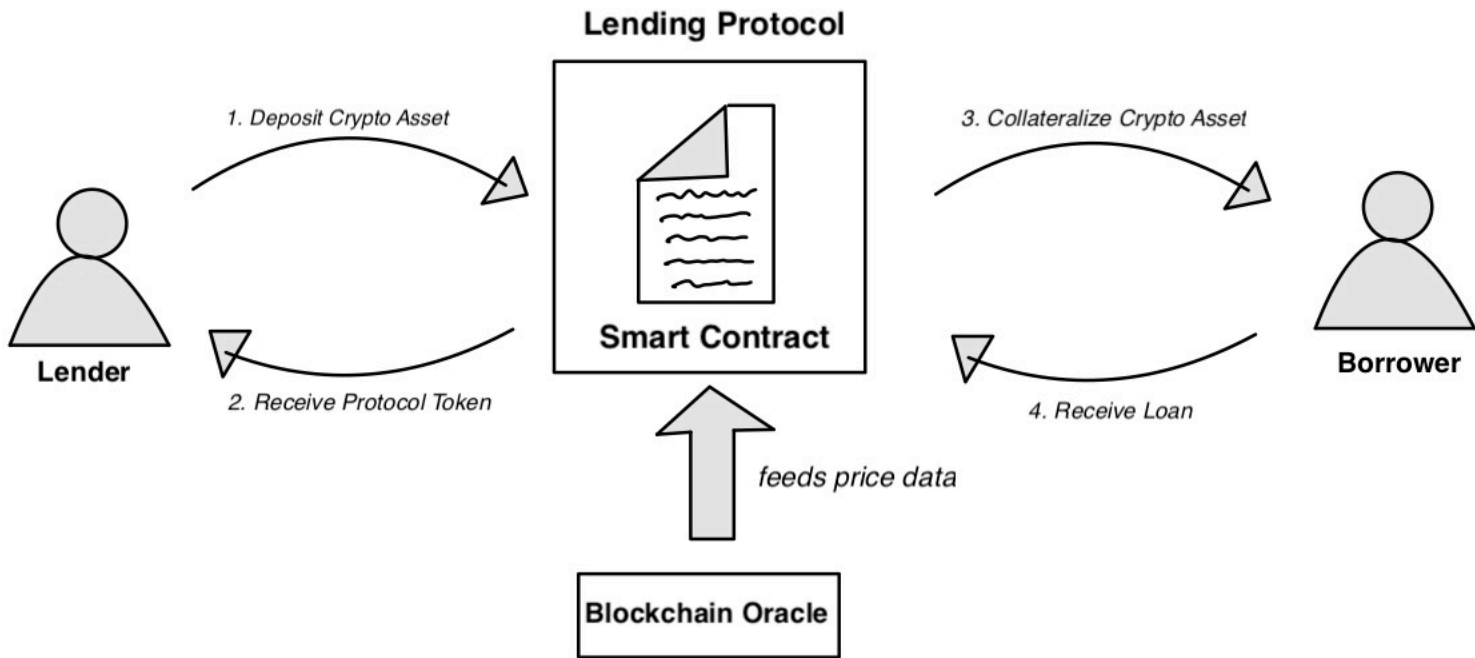 Lending Protocol
1. Deposit Crypto Asset
3. Collateralize Crypto Asset
Smart Contract
Lender
Borrower
2. Receive Protocol Token
4. Receive Loan
feeds price data
Blockchain Oracle